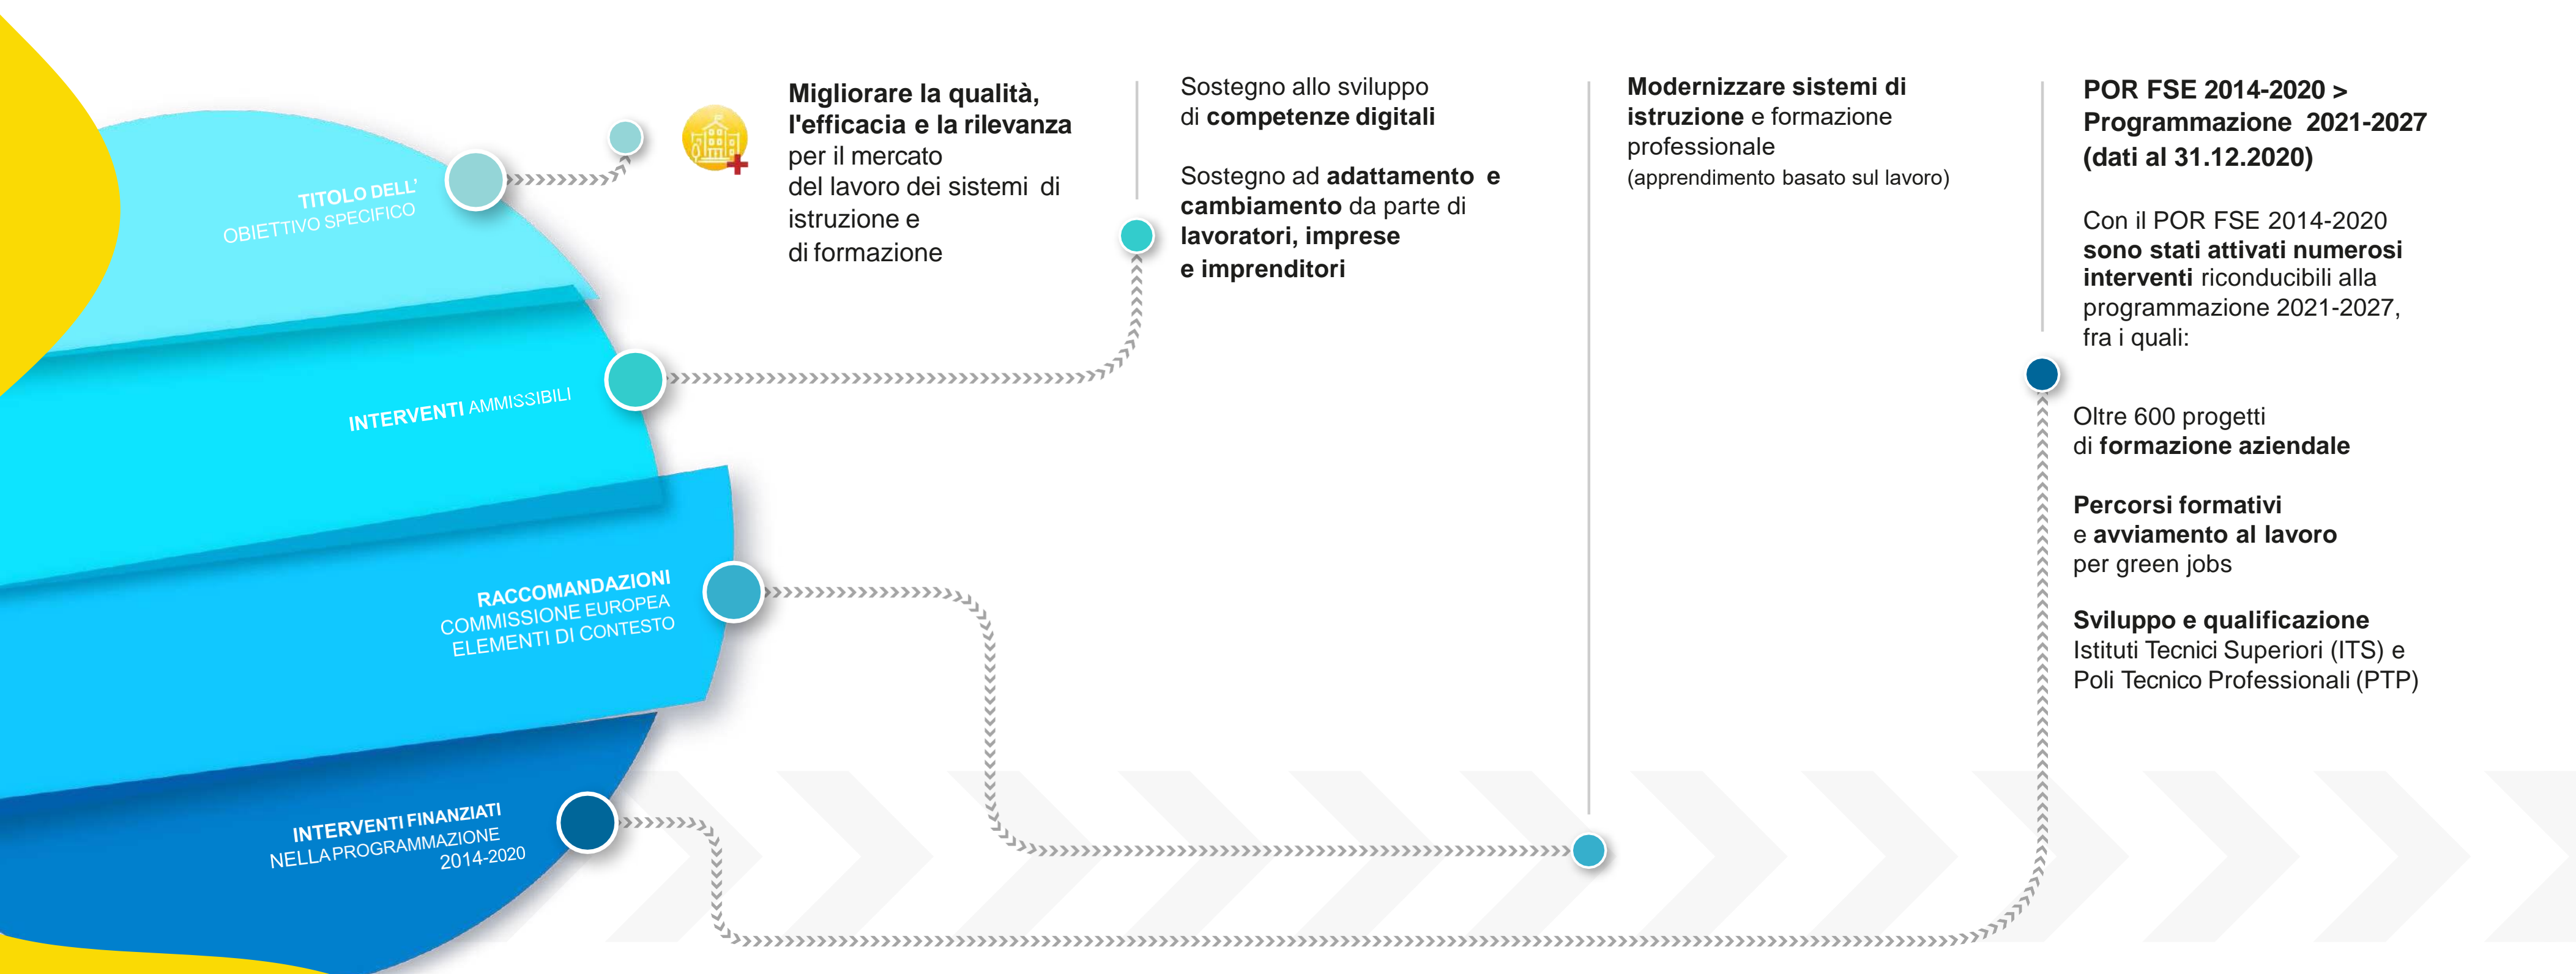 TITOLO DELL'
OBIETTIVO SPECIFICO
INTERVENTI AMMISSIBILI
RACCOMANDAZIONI
COMMISSIONE EUROPEA
ELEMENTI DI CONTESTO
INTERVENTI FINANZIATI
NELLA PROGRAMMAZIONE
2014-2020
Migliorare la qualità,
l'efficacia e la rilevanza
per il mercato
del lavoro dei sistemi di
istruzione e
di formazione
Sostegno allo sviluppo
di competenze digitali
Sostegno ad adattamento e
cambiamento da parte di
lavoratori, imprese
e imprenditori
Modernizzare sistemi di
istruzione e formazione
professionale
(apprendimento basato sul lavoro)
POR FSE 2014-2020 >
Programmazione 2021-2027
(dati al 31.12.2020)
Con il POR FSE 2014-2020
sono stati attivati numerosi
interventi riconducibili alla
programmazione 2021-2027,
fra i quali:
Oltre 600 progetti
di formazione aziendale
Percorsi formativi
e avviamento al lavoro
per green jobs
Sviluppo e qualificazione
Istituti Tecnici Superiori (ITS) e
Poli Tecnico Professionali (PTP)